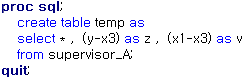 proc sql;
create table temp as
select * , (y-x3) as z , (x1-x3) as v
from supervisor_A;
quit;